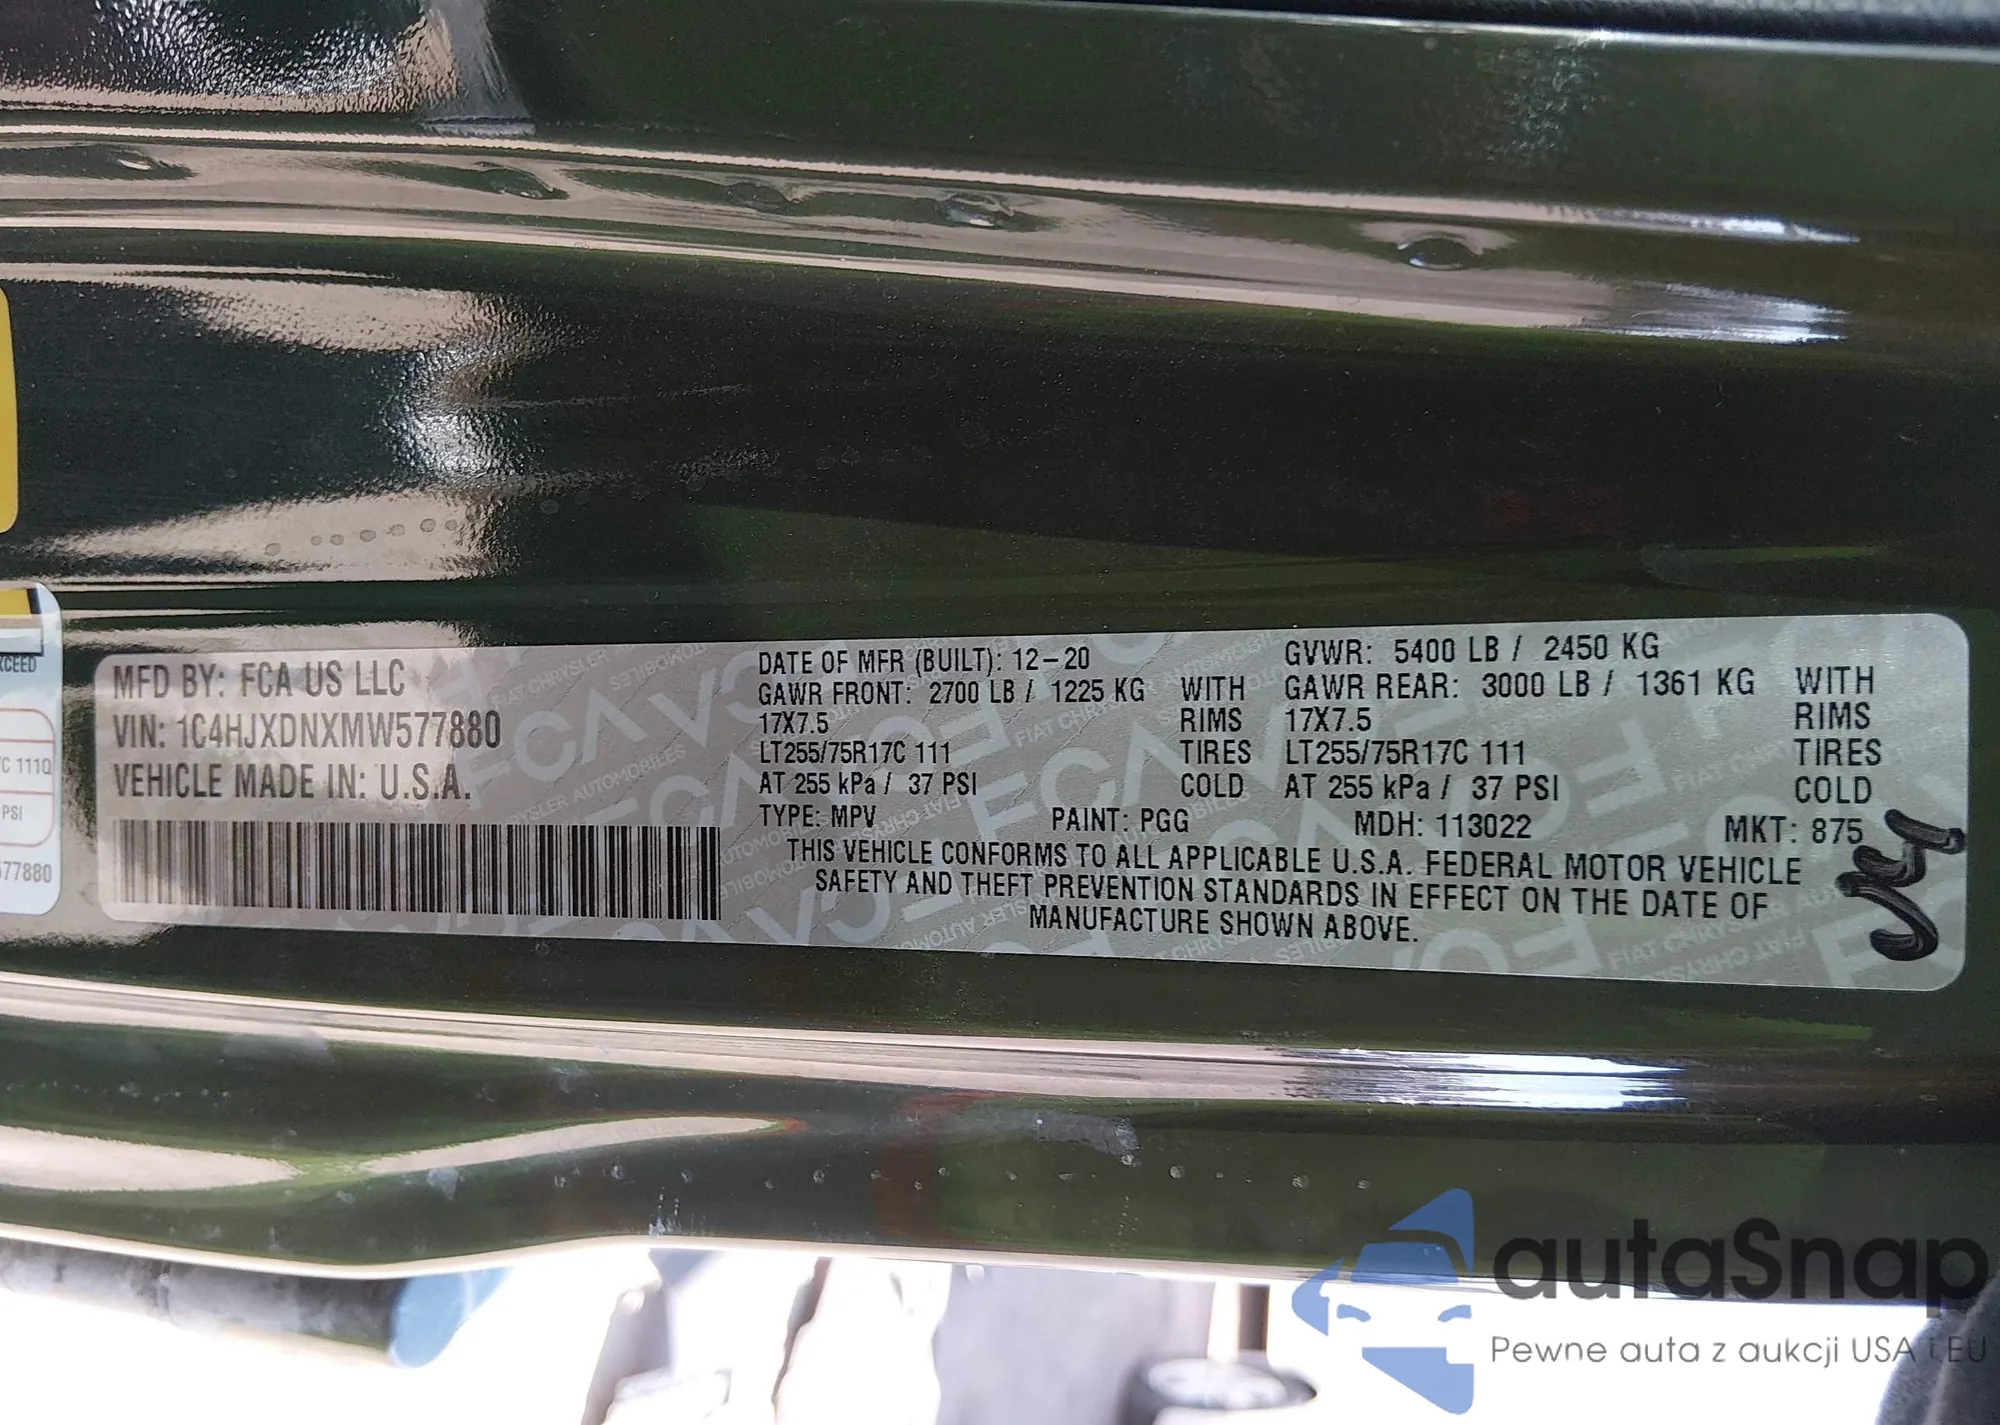 XCEED
C 111Q
PSI
577880
MFD BY: FCA US LLC
VIN: 1C4HJXDNXMW577880
VEHICLE MADE IN: U.S.A.
DATE OF MFR (BUILT): 12-20 GVWR: 5400 LB / 2450 KG
GAWR FRONT: 2700 LB / 1225 KG WITH GAWR REAR: 3000 LB / 1361 KG WITH
17X7.5 RIMS 17X7.5 RIMS
LT255/75R17C 111 TIRES LT255/75R17C 111 TIRES
AT 255 kPa / 37 PSI COLD AT 255 kPa / 37 PSI COLD
TYPE: MPV PAINT: PGG MDH: 113022 MKT: 875
THIS VEHICLE CONFORMS TO ALL APPLICABLE U.S.A. FEDERAL MOTOR VEHICLE
SAFETY AND THEFT PREVENTION STANDARDS IN EFFECT ON THE DATE OF
MANUFACTURE SHOWN ABOVE.
autaSnap
Pewne auta z aukcji USA i EU